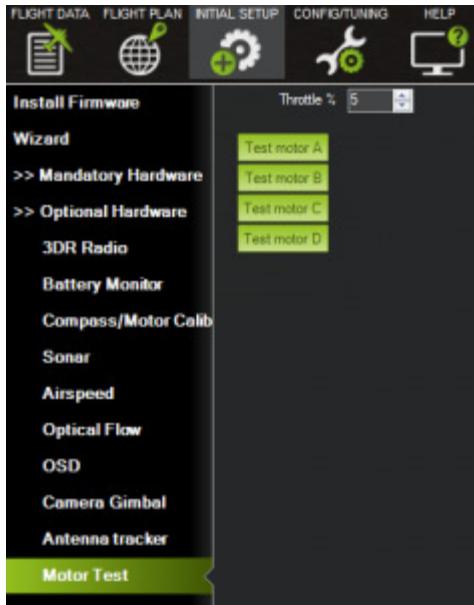 FLIGHT DATA FLIGHT PLAN INITIAL SETUP CONFIG/TUNING HELP
Install Firmware
Throttle % 5
Wizard
Test motor A
>> Mandatory Hardware
Test motor B
>> Optional Hardware
Test motor C
3DR Radio
Test motor D
Battery Monitor
Compass/Motor Calib
Sonar
Airspeed
Optical Flow
OSD
Camera Gimbal
Antenna tracker
Motor Test